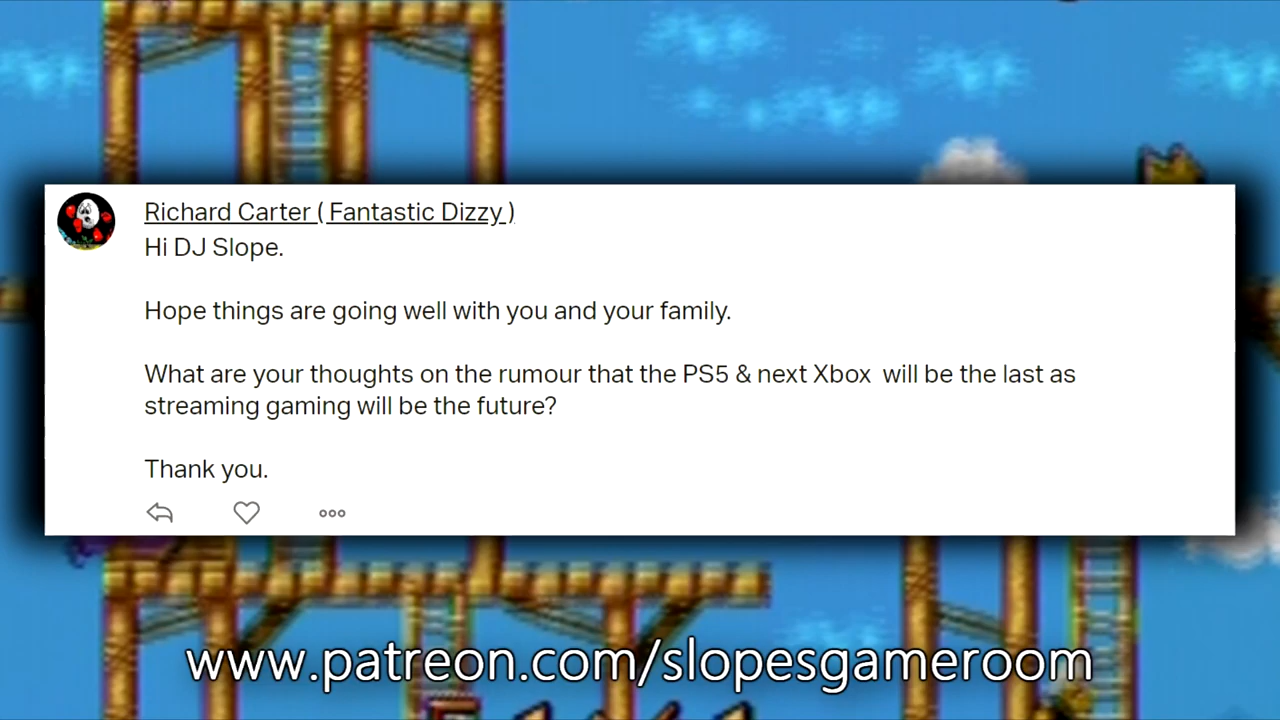 Richard Carter ( Fantastic Dizzy )
Hi DJ Slope.
Hope things are going well with you and your family.
What are your thoughts on the rumour that the PS5 & next Xbox will be the last as
streaming gaming will be the future?
Thank you.
www.patreon.com/slopesgameroom